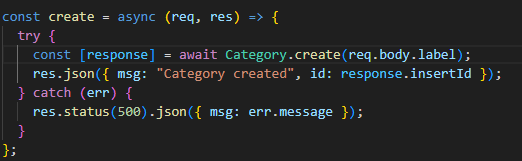 const create = async (req, res) => {
  try {
    const [response] = await Category.create(req.body.label);
    res.json({ msg: "Category created", id: response.insertId });
  } catch (err) {
    res.status(500).json({ msg: err.message });
  }
};